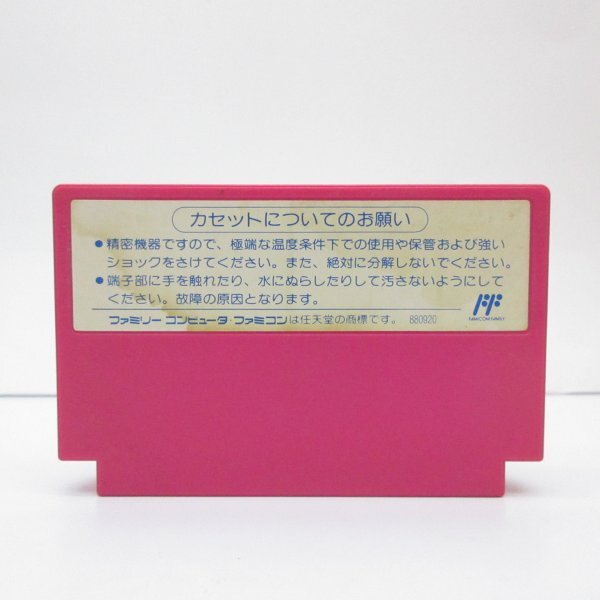 カセットについてのお願い
●精密機器ですので、極端な温度条件下での使用や保管および強い
ショックをさけてください。また、絶対に分解しないでください。
●端子部に手を触れたり、水にぬらしたりして汚さないようにして
ください。故障の原因となります。
FAMICOM FAMILY
ファミリー コンピュータ・ファミコンは任天堂の商標です。 880920